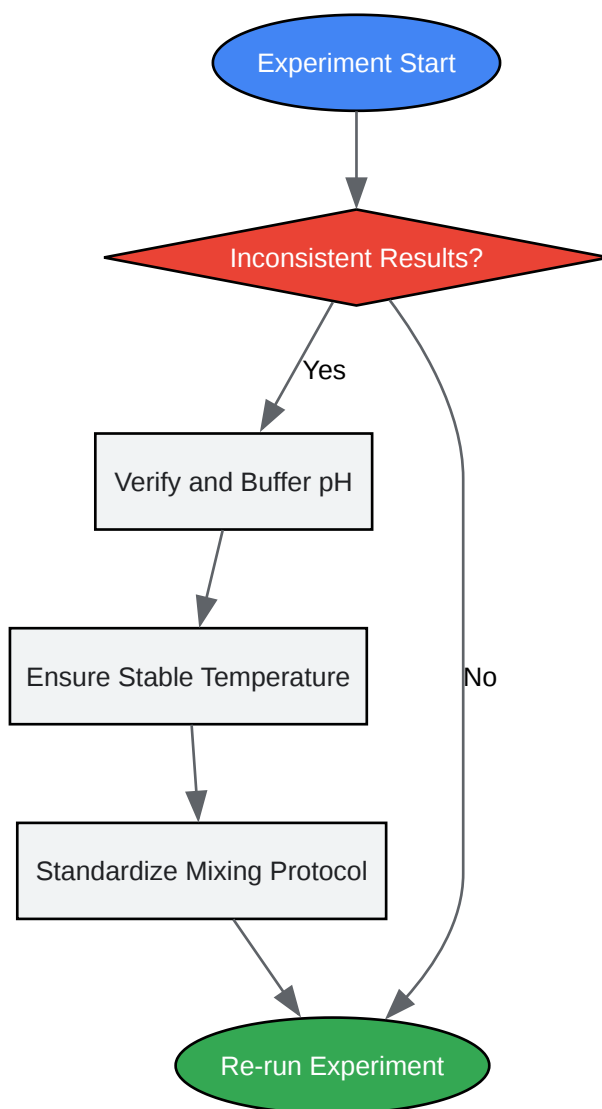 Experiment Start
Inconsistent Results?
Yes
Verify and Buffer pH
Ensure Stable Temperature
No
Standardize Mixing Protocol
Re-run Experiment